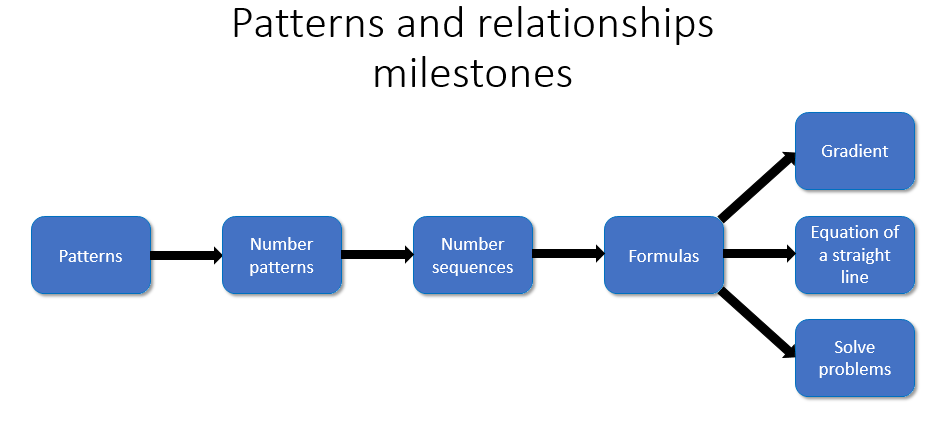 Patterns and relationships
milestones
Patterns
Number
patterns
Number
sequences
Formulas
Gradient
Equation of
a straight
line
Solve
problems